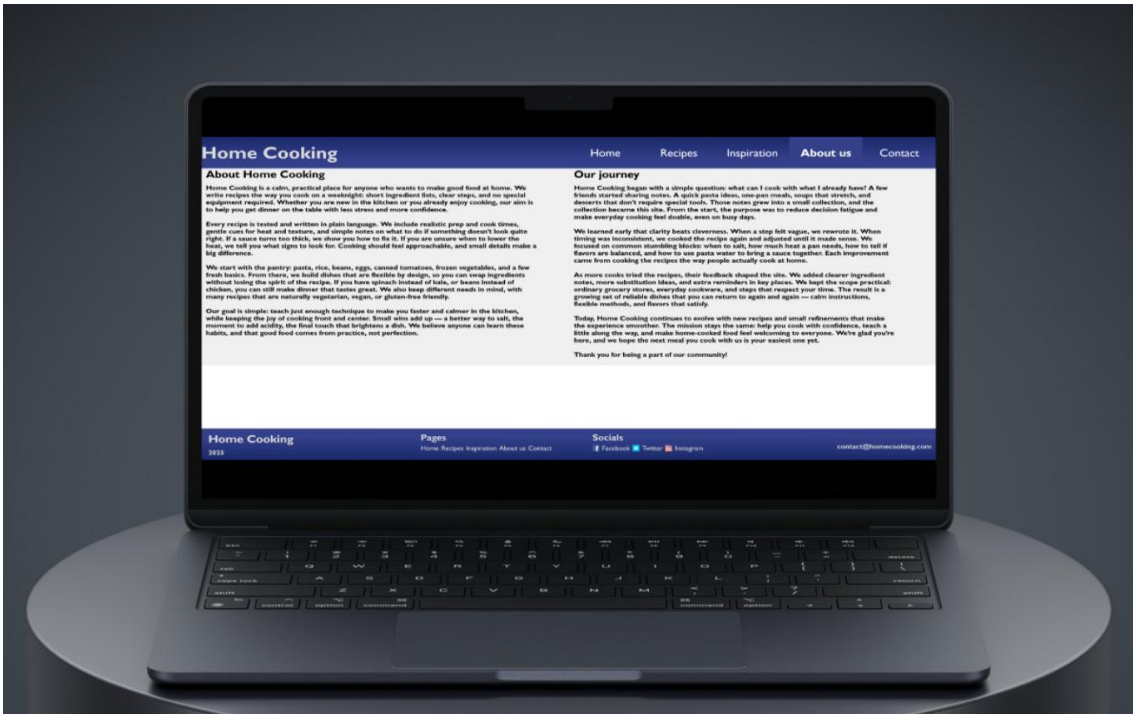 Home Cooking
Home Recipes Inspiration About us Contact
About Home Cooking
Home Cooking is a calm, practical place for anyone who wants to make good food at home. We
write recipes the way you cook on a weeknight: short ingredient lists, clear steps, and no special
equipment required. Whether you are new in the kitchen or you already enjoy cooking, our aim is
to help you get dinner on the table with less stress and more confidence.
Every recipe is tested and written in plain language. We include realistic prep and cook times,
gentle cues for heat and texture, and simple notes on what to do if something doesn't look quite
right. If a sauce turns too thick, we show you how to fix it. If you are unsure when to lower the
heat, we tell you what signs to look for. Cooking should feel approachable, and small details make a
big difference.
We start with the pantry: pasta, rice, beans, eggs, canned tomatoes, frozen vegetables, and a few
fresh basics. From there, we build dishes that are flexible by design, so you can swap ingredients
without losing the spirit of the recipe. If you have spinach instead of kale, or beans instead of
chicken, you can still make dinner that tastes great. We also keep different needs in mind, with
many recipes that are naturally vegetarian, vegan, or gluten-free friendly.
Our goal is simple: teach just enough technique to make you faster and calmer in the kitchen,
while keeping the joy of cooking front and center. Small wins add up — a better way to salt, the
moment to add acidity, the final touch that brightens a dish. We believe anyone can learn these
habits, and that good food comes from practice, not perfection.
Our journey
Home Cooking began with a simple question: what can I cook with what I already have? A few
friends started sharing notes. A quick pasta ideas, one-pan meals, soups that stretch, and
desserts that don't require special tools. Those notes grew into a small collection, and the
collection became this site. From the start, the purpose was to reduce decision fatigue and
make everyday cooking feel doable, even on busy days.
We learned early that clarity beats cleverness. When a step felt vague, we rewrote it. When
timing was inconsistent, we cooked the recipe again and adjusted until it made sense. We
focused on common stumbling blocks: when to salt, how much heat a pan needs, how to tell if
flavors are balanced, and how to use pasta water to bring a sauce together. Each improvement
came from cooking the recipes the way people actually cook at home.
As more cooks tried the recipes, their feedback shaped the site. We added clearer ingredient
notes, more substitution ideas, and extra reminders in key places. We kept the scope practical:
ordinary grocery stores, everyday cookware, and steps that respect your time. The result is a
growing set of reliable dishes that you can return to again and again — calm instructions,
flexible methods, and flavors that satisfy.
Today, Home Cooking continues to evolve with new recipes and small refinements that make
the experience smoother. The mission stays the same: help you cook with confidence, teach a
little along the way, and make home-cooked food feel welcoming to everyone. We're glad you're
here, and we hope the next meal you cook with us is your easiest one yet.
Thank you for being a part of our community!
Home Cooking
2025
Pages
Home Recipes Inspiration About us Contact
Socials
Facebook Twitter Instagram
contact@homecooking.com
esc
1 2 3 4 5 6 7 8 9 0 delete
tab Q W E R T Y U I O P
caps lock A S D F G H J K L return
shift Z X C V B N M shift
fn control option command command option